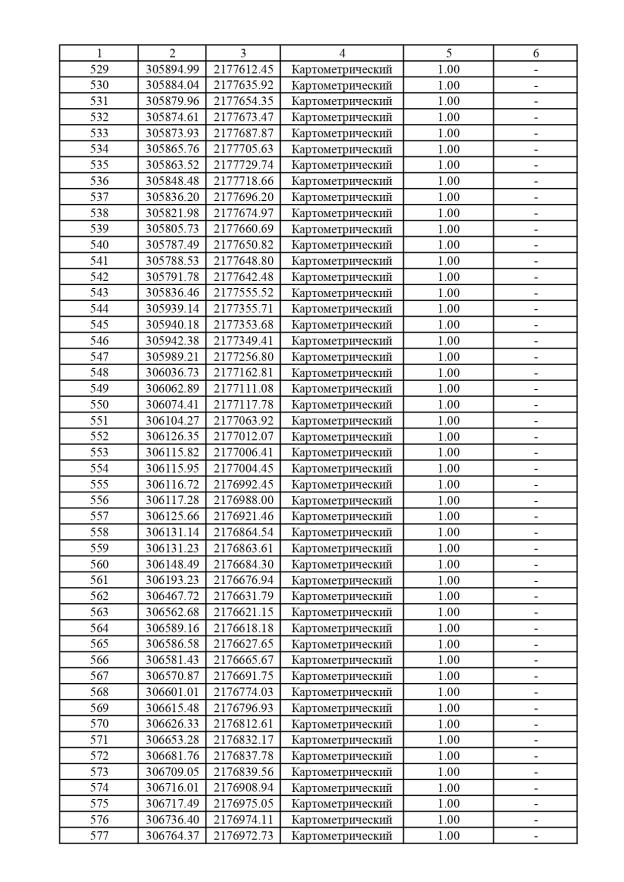 1 2 3 4 5 6
529 305894.99 2177612.45 Картометрический 1.00 -
530 305884.04 2177635.92 Картометрический 1.00 -
531 305879.96 2177654.35 Картометрический 1.00 -
532 305874.61 2177673.47 Картометрический 1.00 -
533 305873.93 2177687.87 Картометрический 1.00 -
534 305865.76 2177705.63 Картометрический 1.00 -
535 305863.52 2177729.74 Картометрический 1.00 -
536 305848.48 2177718.66 Картометрический 1.00 -
537 305836.20 2177696.20 Картометрический 1.00 -
538 305821.98 2177674.97 Картометрический 1.00 -
539 305805.73 2177660.69 Картометрический 1.00 -
540 305787.49 2177650.82 Картометрический 1.00 -
541 305788.53 2177648.80 Картометрический 1.00 -
542 305791.78 2177642.48 Картометрический 1.00 -
543 305836.46 2177555.52 Картометрический 1.00 -
544 305939.14 2177355.71 Картометрический 1.00 -
545 305940.18 2177353.68 Картометрический 1.00 -
546 305942.38 2177349.41 Картометрический 1.00 -
547 305989.21 2177256.80 Картометрический 1.00 -
548 306036.73 2177162.81 Картометрический 1.00 -
549 306062.89 2177111.08 Картометрический 1.00 -
550 306074.41 2177117.78 Картометрический 1.00 -
551 306104.27 2177063.92 Картометрический 1.00 -
552 306126.35 2177012.07 Картометрический 1.00 -
553 306115.82 2177006.41 Картометрический 1.00 -
554 306115.95 2177004.45 Картометрический 1.00 -
555 306116.72 2176992.45 Картометрический 1.00 -
556 306117.28 2176988.00 Картометрический 1.00 -
557 306125.66 2176921.46 Картометрический 1.00 -
558 306131.14 2176864.54 Картометрический 1.00 -
559 306131.23 2176863.61 Картометрический 1.00 -
560 306148.49 2176684.30 Картометрический 1.00 -
561 306193.23 2176676.94 Картометрический 1.00 -
562 306467.72 2176631.79 Картометрический 1.00 -
563 306562.68 2176621.15 Картометрический 1.00 -
564 306589.16 2176618.18 Картометрический 1.00 -
565 306586.58 2176627.65 Картометрический 1.00 -
566 306581.43 2176665.67 Картометрический 1.00 -
567 306570.87 2176691.75 Картометрический 1.00 -
568 306601.01 2176774.03 Картометрический 1.00 -
569 306615.48 2176796.93 Картометрический 1.00 -
570 306626.33 2176812.61 Картометрический 1.00 -
571 306653.28 2176832.17 Картометрический 1.00 -
572 306681.76 2176837.78 Картометрический 1.00 -
573 306709.05 2176839.56 Картометрический 1.00 -
574 306716.01 2176908.94 Картометрический 1.00 -
575 306717.49 2176975.05 Картометрический 1.00 -
576 306736.40 2176974.11 Картометрический 1.00 -
577 306764.37 2176972.73 Картометрический 1.00 -